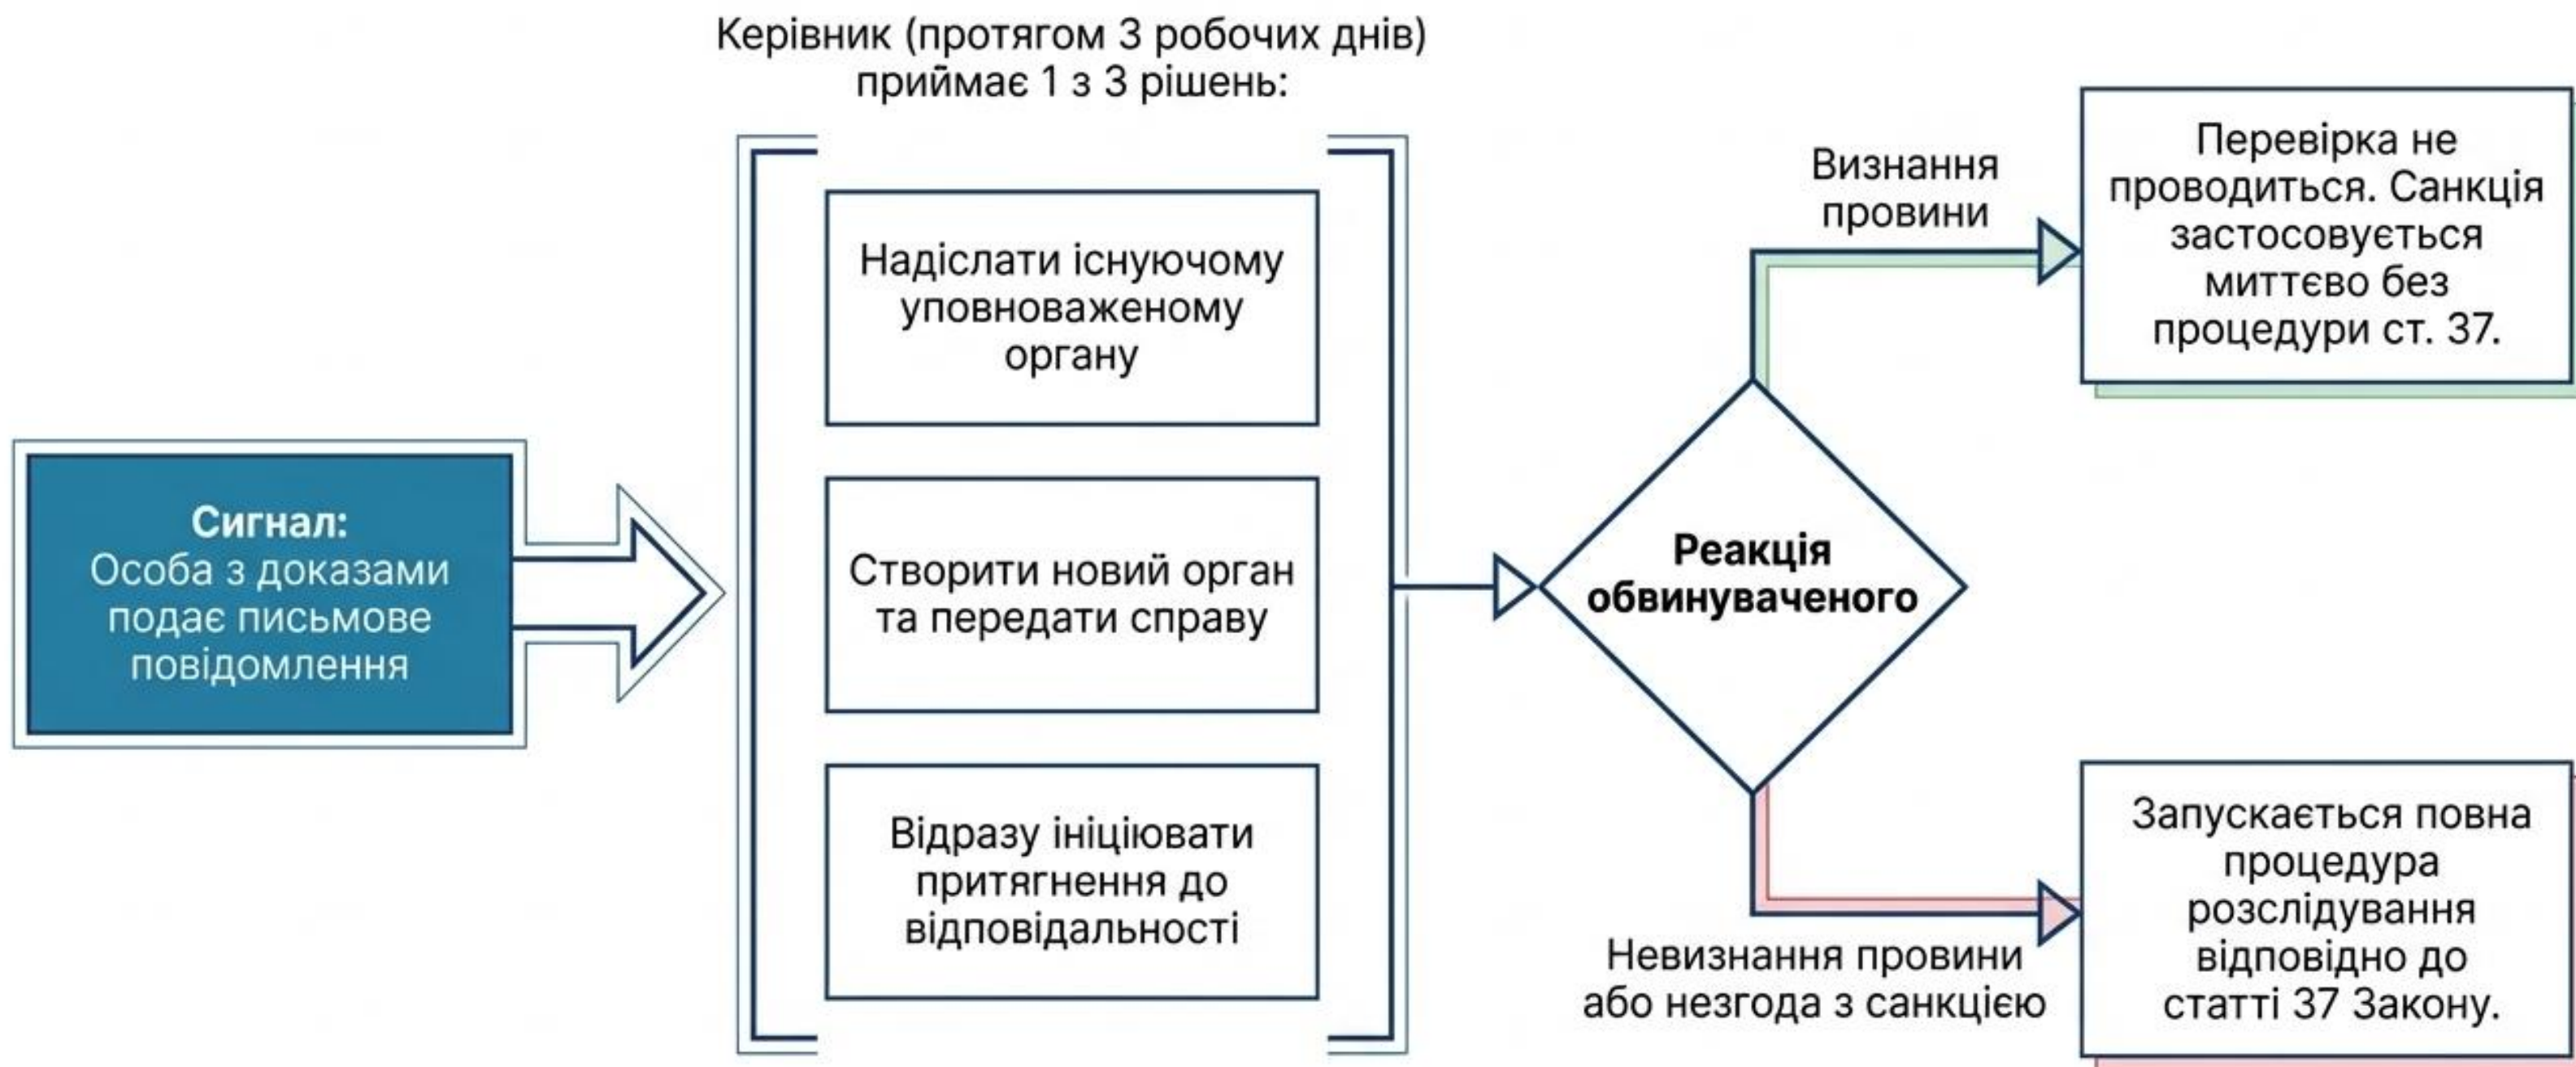 Керівник (протягом 3 робочих днів)
приймає 1 з 3 рішень:
Сигнал:
Особа з доказами
подає письмове
повідомлення
Надіслати існуючому
уповноваженому
органу
Створити новий орган
та передати справу
Відразу ініціювати
притягнення до
відповідальності
Реакція
обвинуваченого
Визнання
провини
Перевірка не
проводиться. Санкція
застосовується
миттєво без
процедури ст. 37.
Невизнання провини
або незгода з санкцією
Запускається повна
процедура
розслідування
відповідно до
статті 37 Закону.